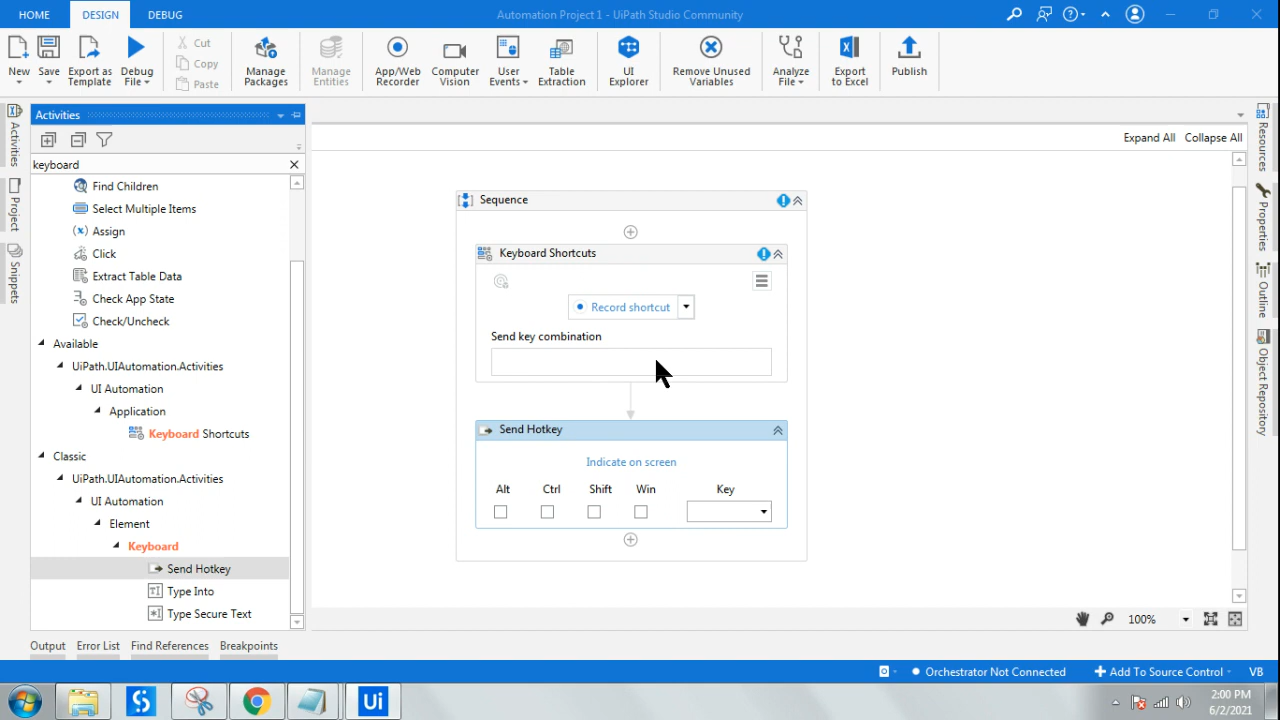 HOME DESIGN DEBUG Automation Project 1 - UiPath Studio Community
New Save Export as Template Debug File Cut Copy Paste Manage Packages Manage Entities App/Web Recorder Computer Vision User Events Table Extraction UI Explorer Remove Unused Variables Analyze File Export to Excel Publish
Activities
Expand All Collapse All
keyboard
Activities
Project
Snippets
Find Children
Select Multiple Items
Assign
Click
Extract Table Data
Check App State
Check/Uncheck
Available
UiPath.UIAutomation.Activities
UI Automation
Application
Keyboard Shortcuts
Classic
UiPath.UIAutomation.Activities
UI Automation
Element
Keyboard
Send Hotkey
Type Into
Type Secure Text
Sequence
Keyboard Shortcuts
Record shortcut
Send key combination
Send Hotkey
Indicate on screen
Alt Ctrl Shift Win Key
Resources
Properties
Outline
Object Repository
100%
Output Error List Find References Breakpoints
Orchestrator Not Connected Add To Source Control VB
Ui
2:00 PM
6/2/2021